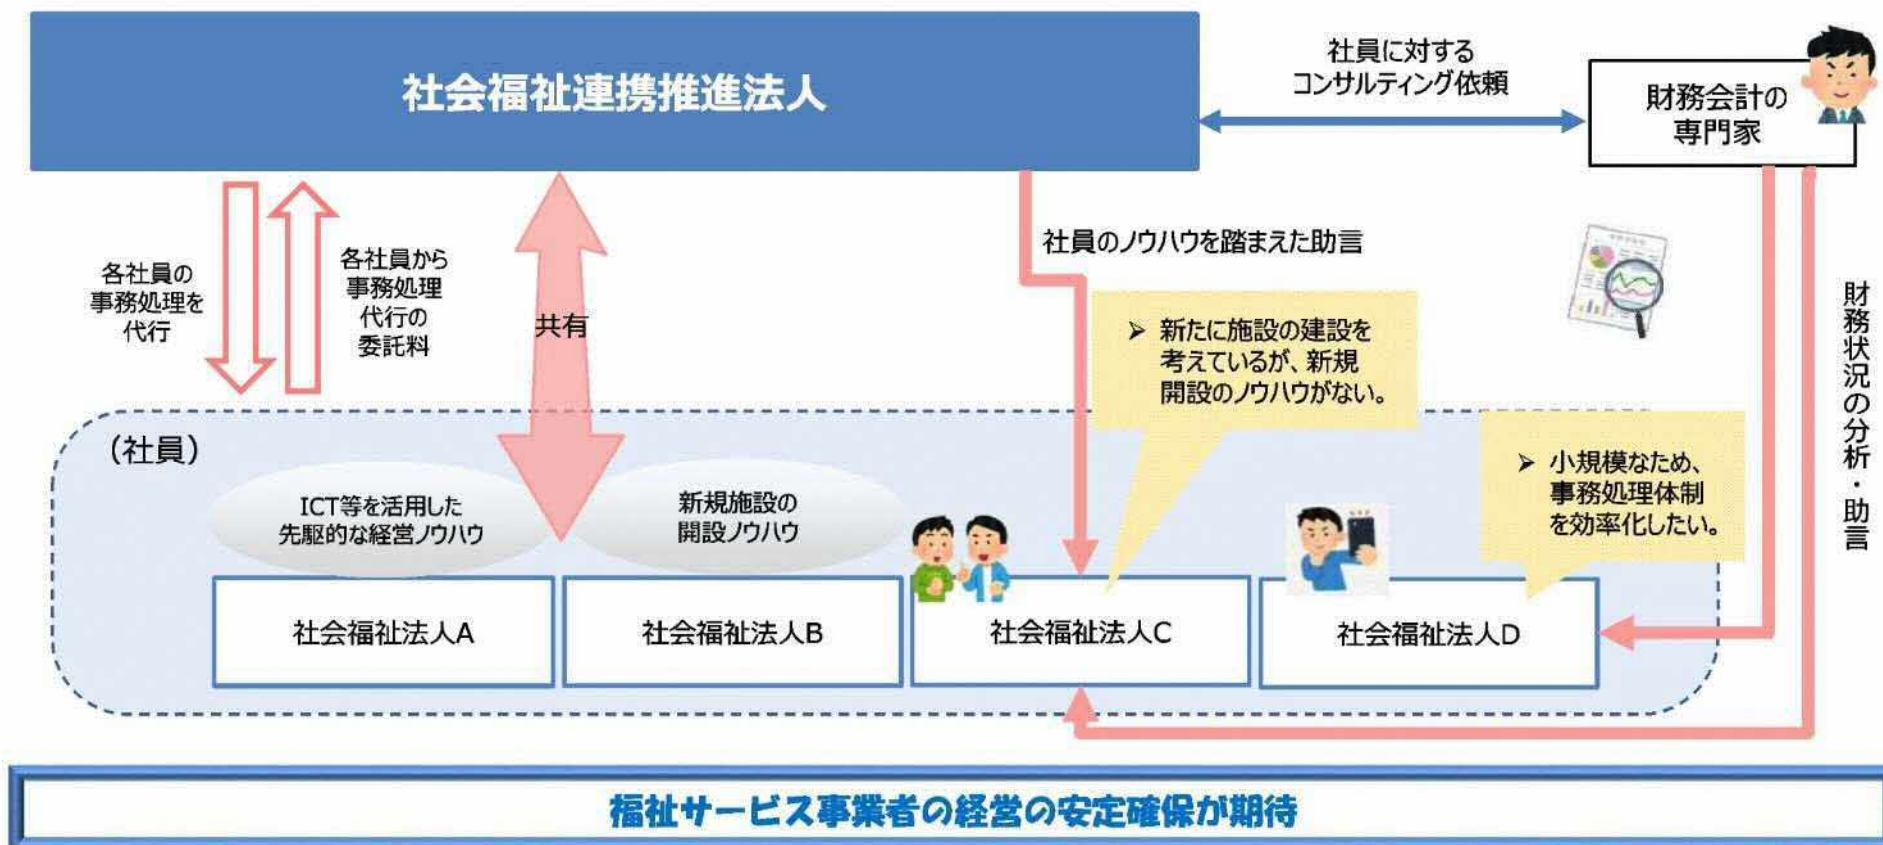 社会福祉連携推進法人
社員に対する
コンサルティング依頼
財務会計の
専門家
各社員の
事務処理を
代行
各社員から
事務処理
代行の
委託料
共有
社員のノウハウを踏まえた助言
➢ 新たに施設の建設を
考えているが、新規
開設のノウハウがない。
財務状況の分析・助言
（社員）
ICT等を活用した
先駆的な経営ノウハウ
新規施設の
開設ノウハウ
➢ 小規模なため、
事務処理体制
を効率化したい。
社会福祉法人A
社会福祉法人B
社会福祉法人C
社会福祉法人D
福祉サービス事業者の経営の安定確保が期待